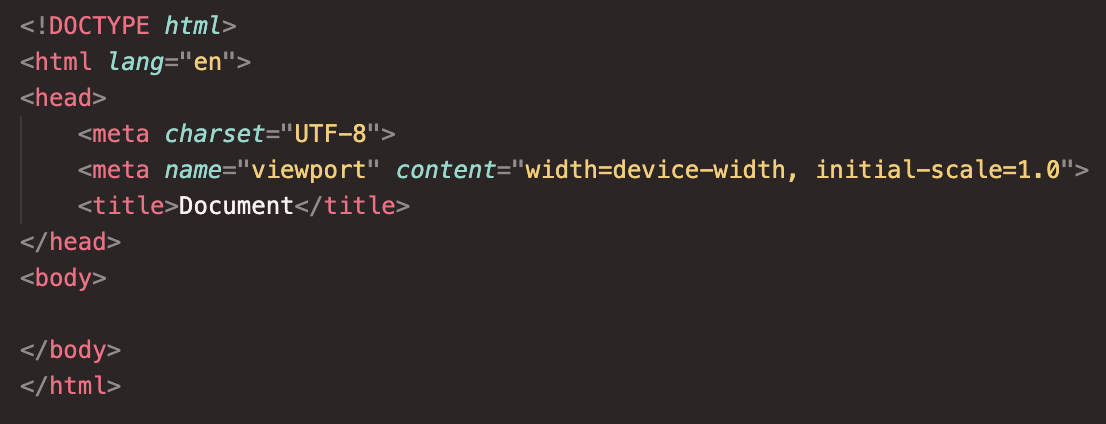 <!DOCTYPE html>
<html lang="en">
<head>
    <meta charset="UTF-8">
    <meta name="viewport" content="width=device-width, initial-scale=1.0">
    <title>Document</title>
</head>
<body>

</body>
</html>